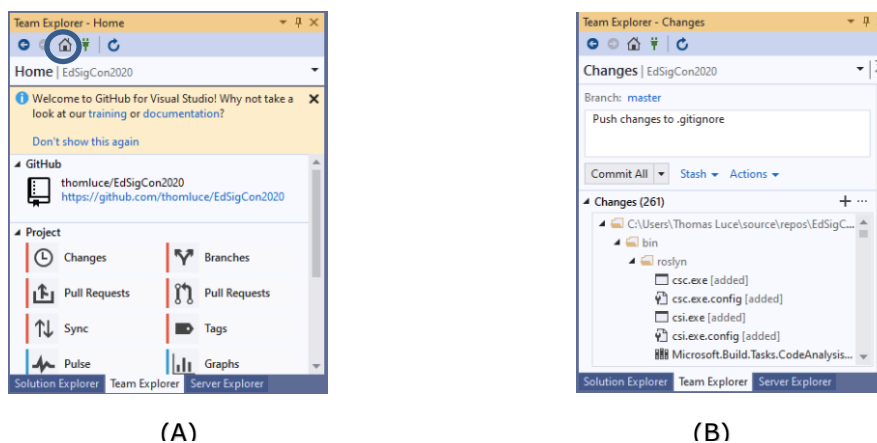 Team Explorer - Home
Home | EdSigCon2020
Welcome to GitHub for Visual Studio! Why not take a
look at our training or documentation?
Don't show this again
GitHub
thomluce/EdSigCon2020
https://github.com/thomluce/EdSigCon2020
Project
Changes Branches
Pull Requests Pull Requests
Sync Tags
Pulse Graphs
Solution Explorer Team Explorer Server Explorer
(A)
Team Explorer - Changes
Changes | EdSigCon2020
Branch: master
Push changes to .gitignore
Commit All Stash Actions
Changes (261)
C:\Users\Thomas Luce\source\repos\EdSigC...
bin
roslyn
csc.exe [added]
csc.exe.config [added]
csi.exe [added]
csi.exe.config [added]
Microsoft.Build.Tasks.CodeAnalysis...
Solution Explorer Team Explorer Server Explorer
(B)